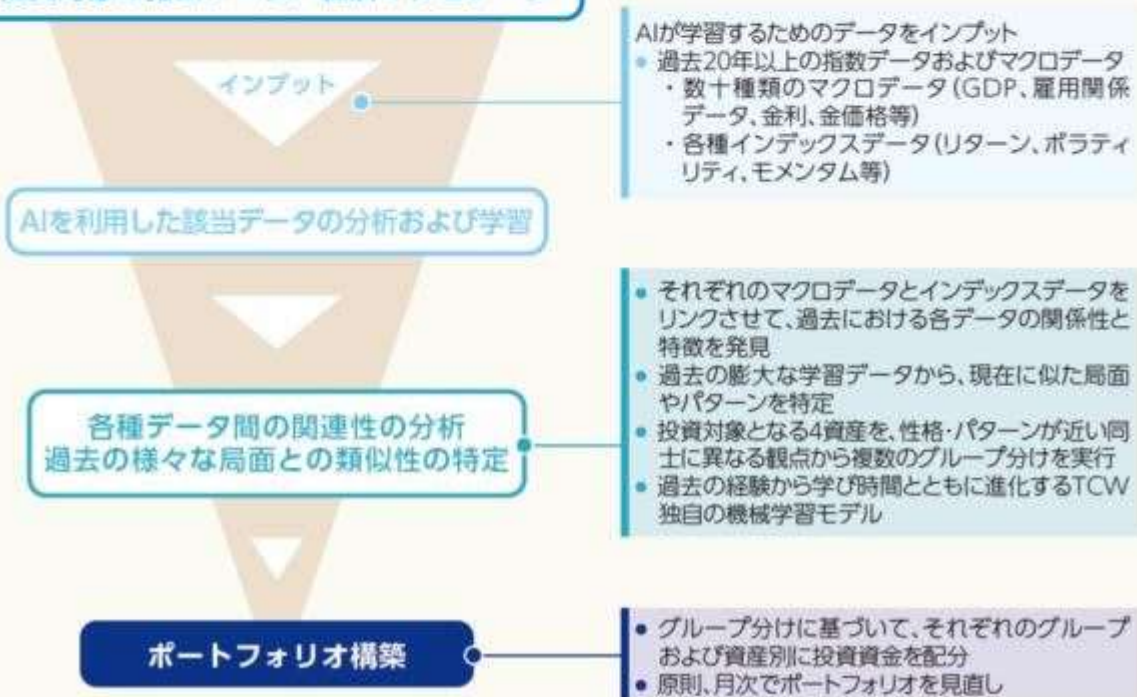 インプット
AIが学習するためのデータをインプット
• 過去20年以上の指数データおよびマクロデータ
・数十種類のマクロデータ(GDP、雇用関係
データ、金利、金価格等)
・各種インデックスデータ(リターン、ボラティ
リティ、モメンタム等)
AIを利用した該当データの分析および学習
各種データ間の関連性の分析
過去の様々な局面との類似性の特定
• それぞれのマクロデータとインデックスデータを
リンクさせて、過去における各データの関係性と
特徴を発見
• 過去の膨大な学習データから、現在に似た局面
やパターンを特定
• 投資対象となる4資産を、性格・パターンが近い同
士に異なる観点から複数のグループ分けを実行
• 過去の経験から学び時間とともに進化するTCW
独自の機械学習モデル
ポートフォリオ構築
• グループ分けに基づいて、それぞれのグループ
および資産別に投資資金を配分
• 原則、月次でポートフォリオを見直し